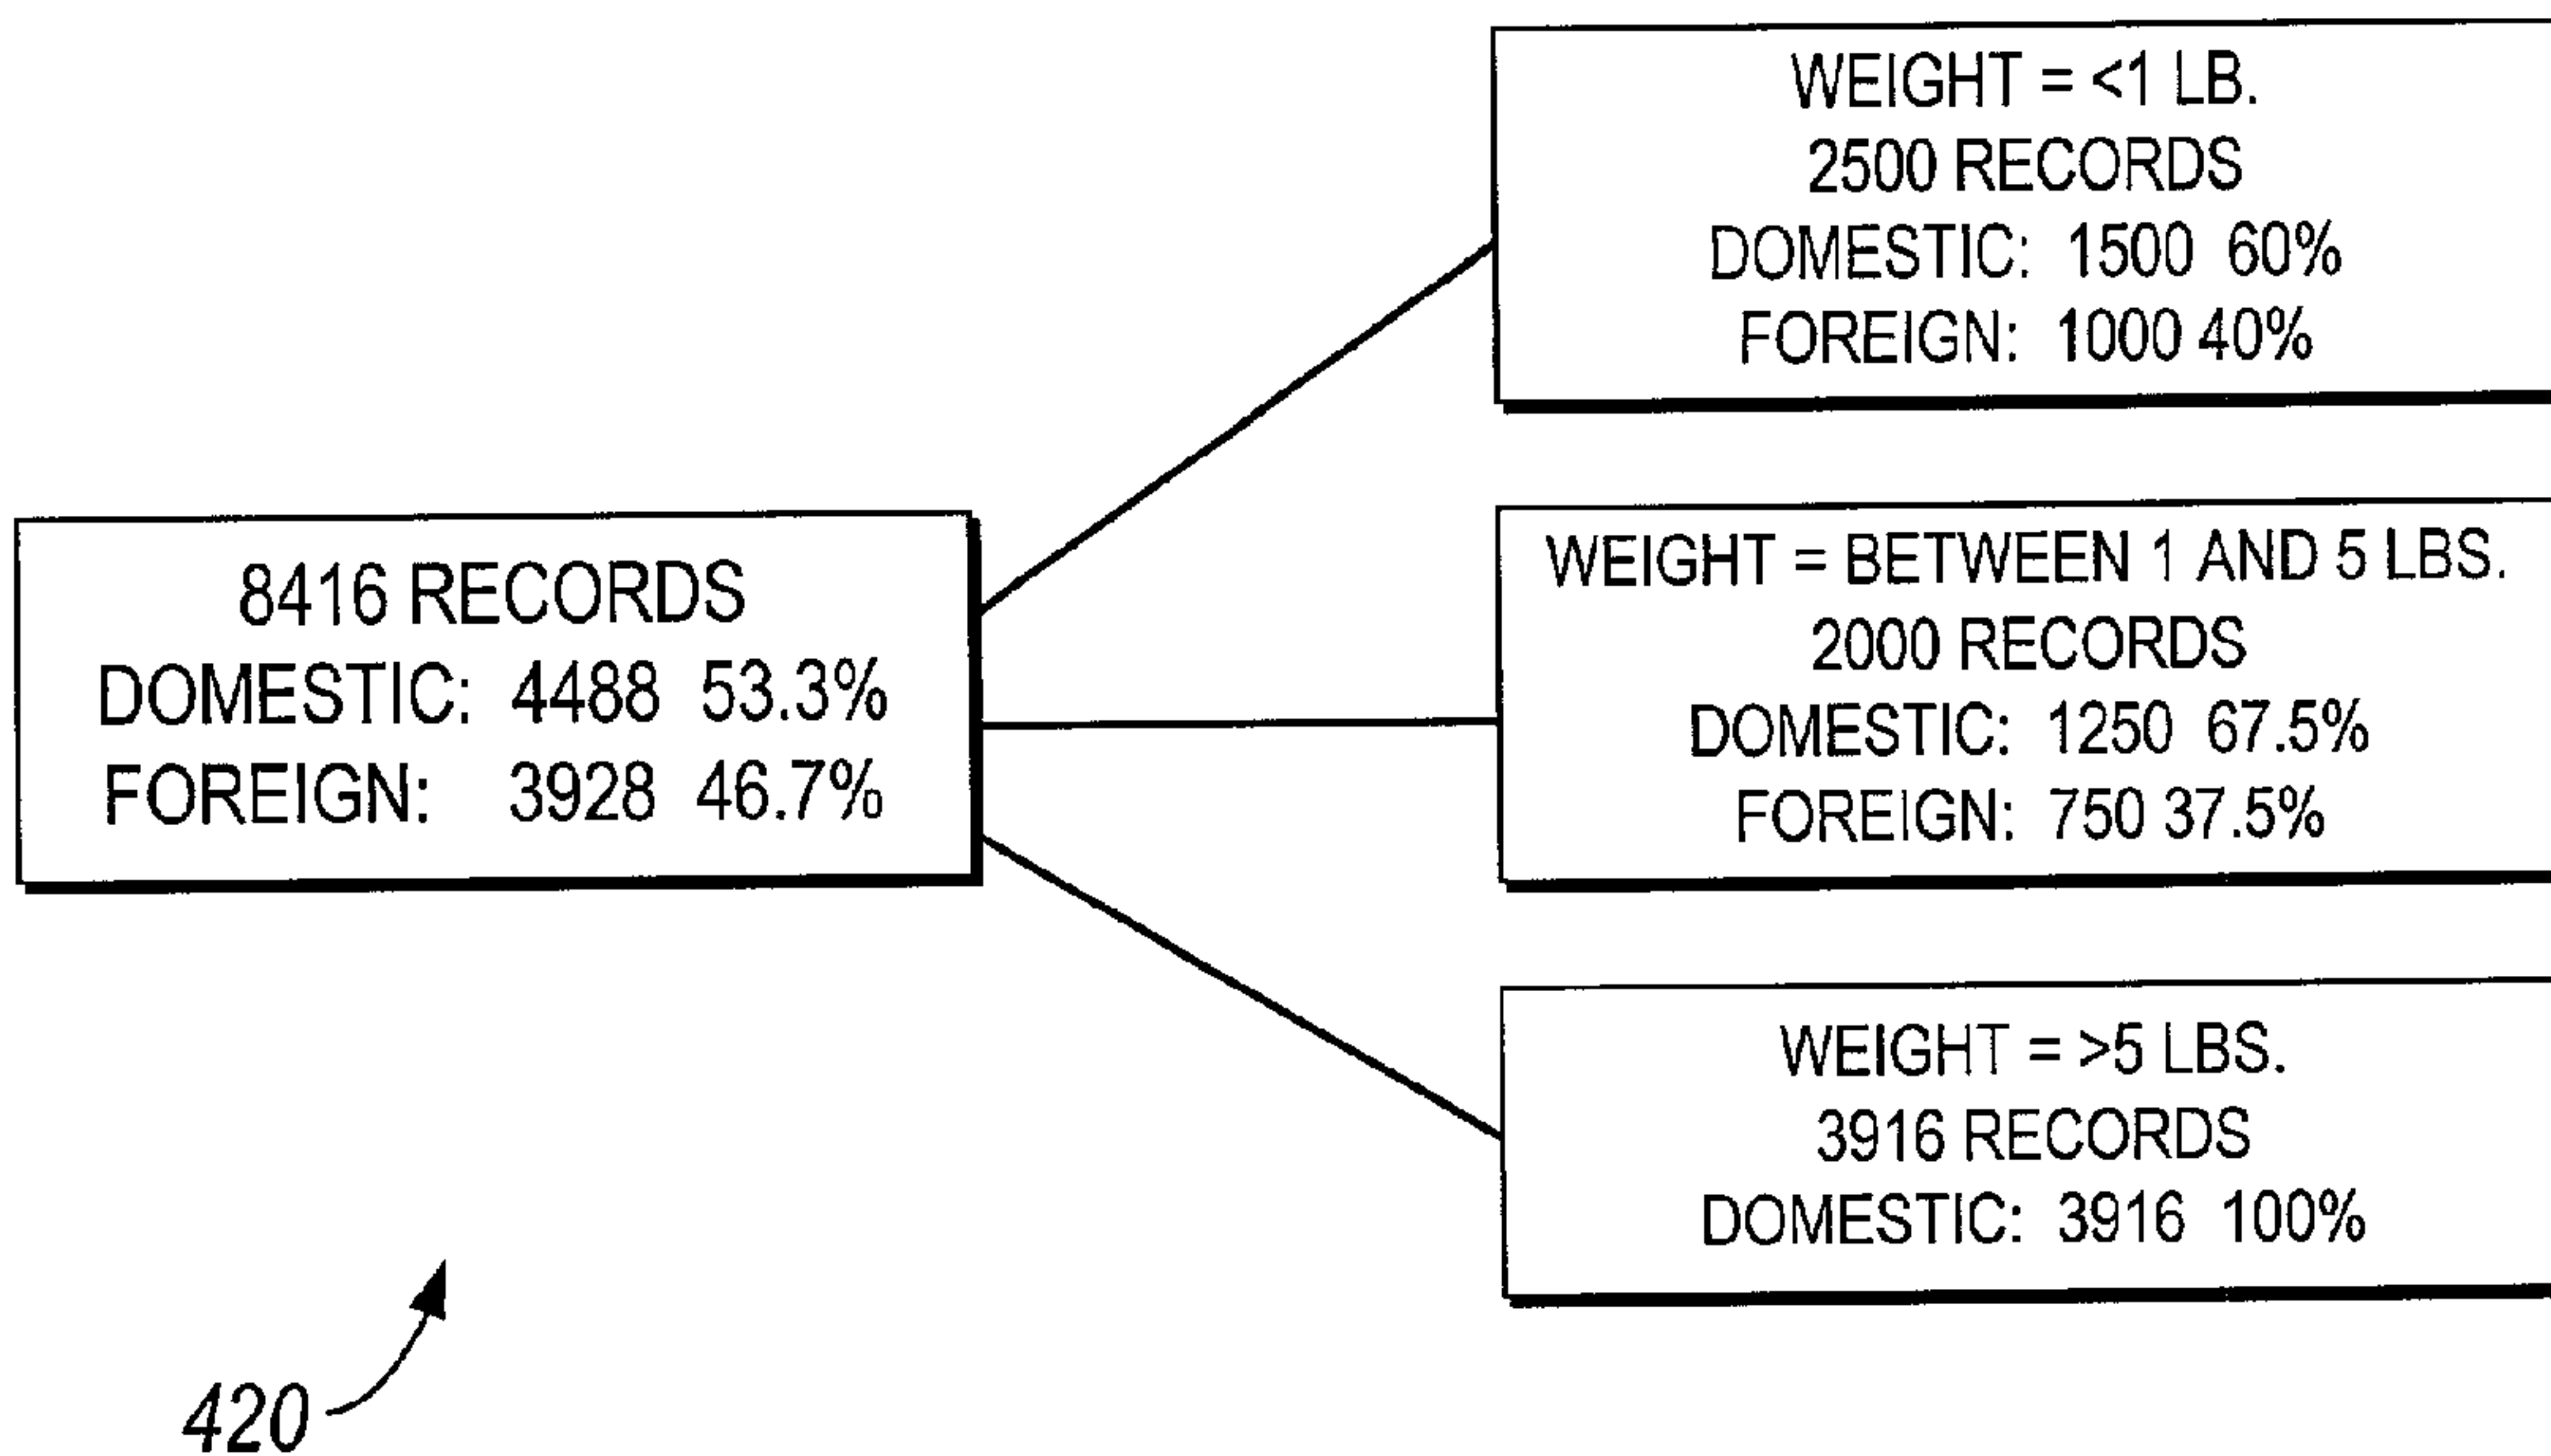 8416 RECORDS
DOMESTIC: 4488 53.3%
FOREIGN: 3928 46.7%
WEIGHT = <1 LB.
2500 RECORDS
DOMESTIC: 1500 60%
FOREIGN: 1000 40%
WEIGHT = BETWEEN 1 AND 5 LBS.
2000 RECORDS
DOMESTIC: 1250 67.5%
FOREIGN: 750 37.5%
WEIGHT = >5 LBS.
3916 RECORDS
DOMESTIC: 3916 100%
420